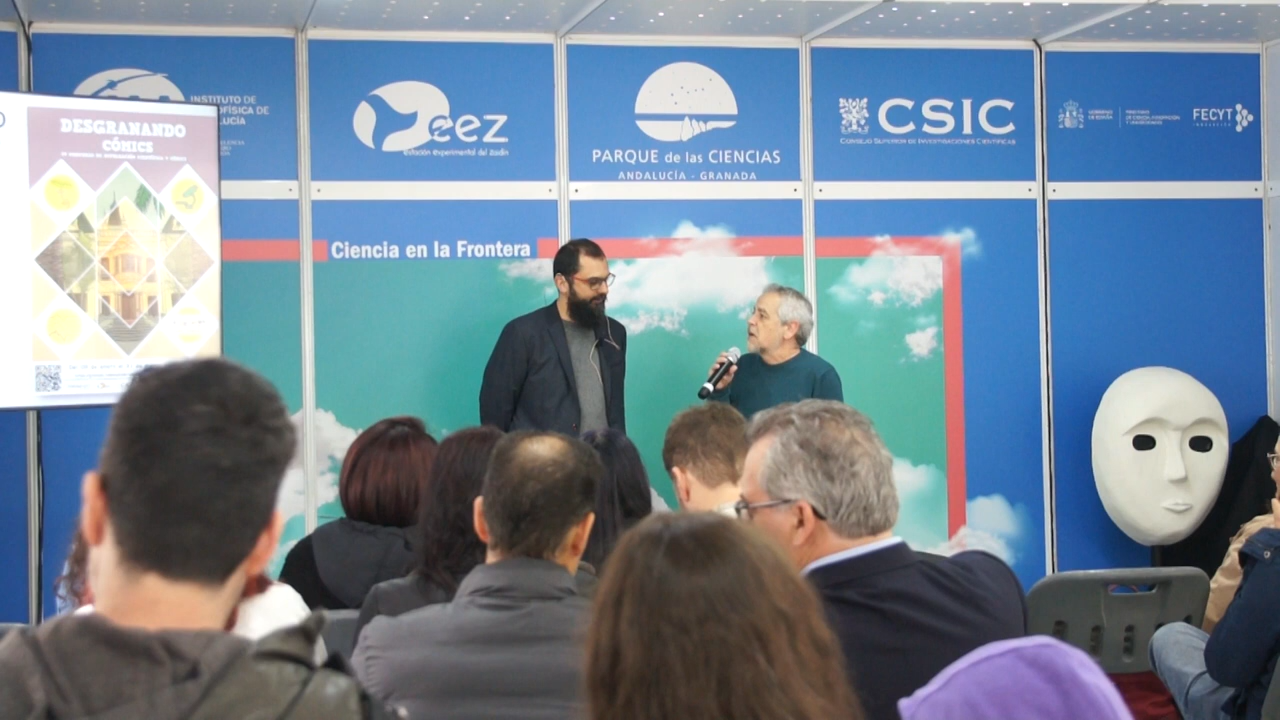 INSTITUTO DE
DESGRANANDO
CÓMICS
eez
estación experimental del zaidín
PARQUE de las CIENCIAS
ANDALUCÍA - GRANADA
CSIC
CONSEJO SUPERIOR DE INVESTIGACIONES CIENTÍFICAS
FECYT
INNOVACIÓN
Ciencia en la Frontera